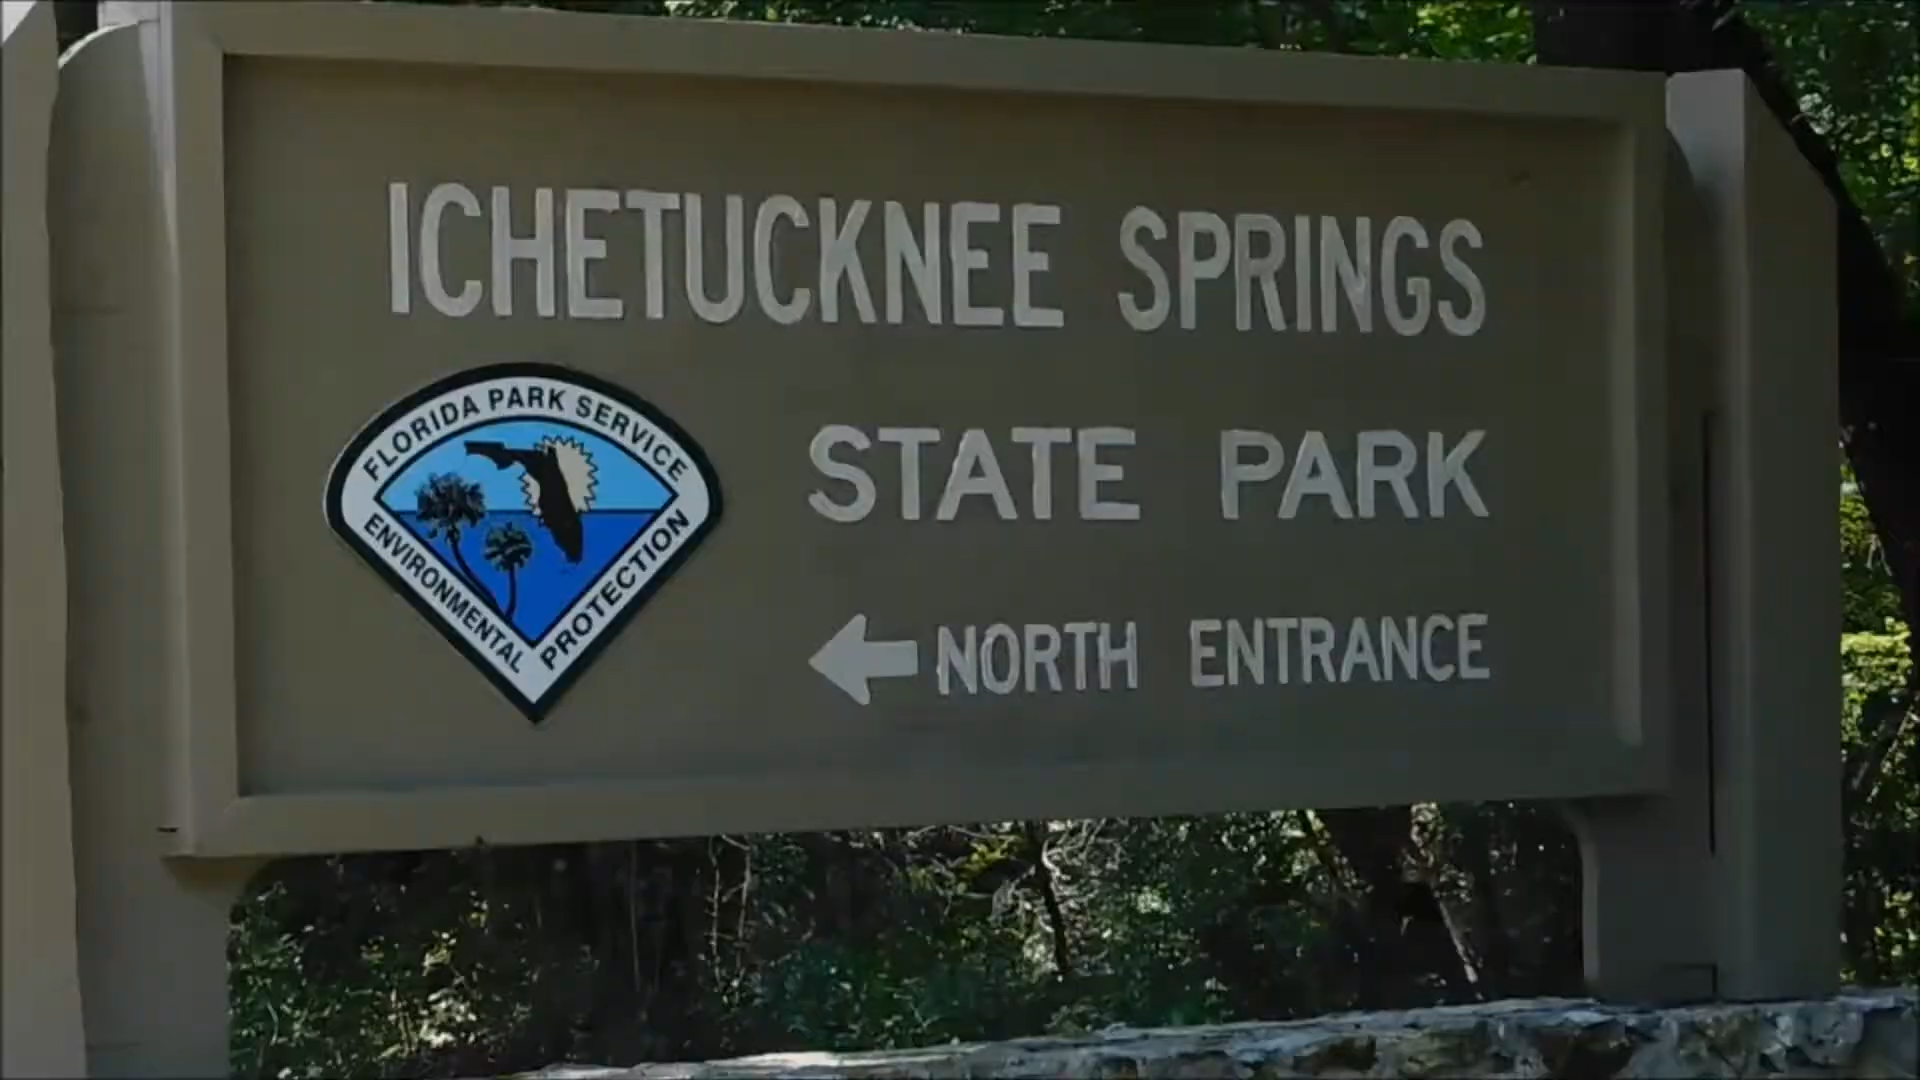 ICHETUCKNEE SPRINGS
FLORIDA PARK SERVICE
ENVIRONMENTAL PROTECTION
STATE PARK
NORTH ENTRANCE